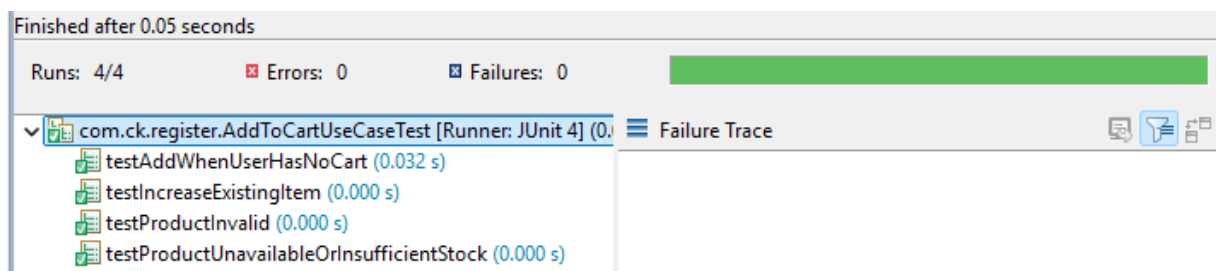 Finished after 0.05 seconds
Runs: 4/4 Errors: 0 Failures: 0
com.ck.register.AddToCartUseCaseTest [Runner: JUnit 4] (0.
Failure Trace
testAddWhenUserHasNoCart (0.032 s)
testIncreaseExistingItem (0.000 s)
testProductInvalid (0.000 s)
testProductUnavailableOrInsufficientStock (0.000 s)